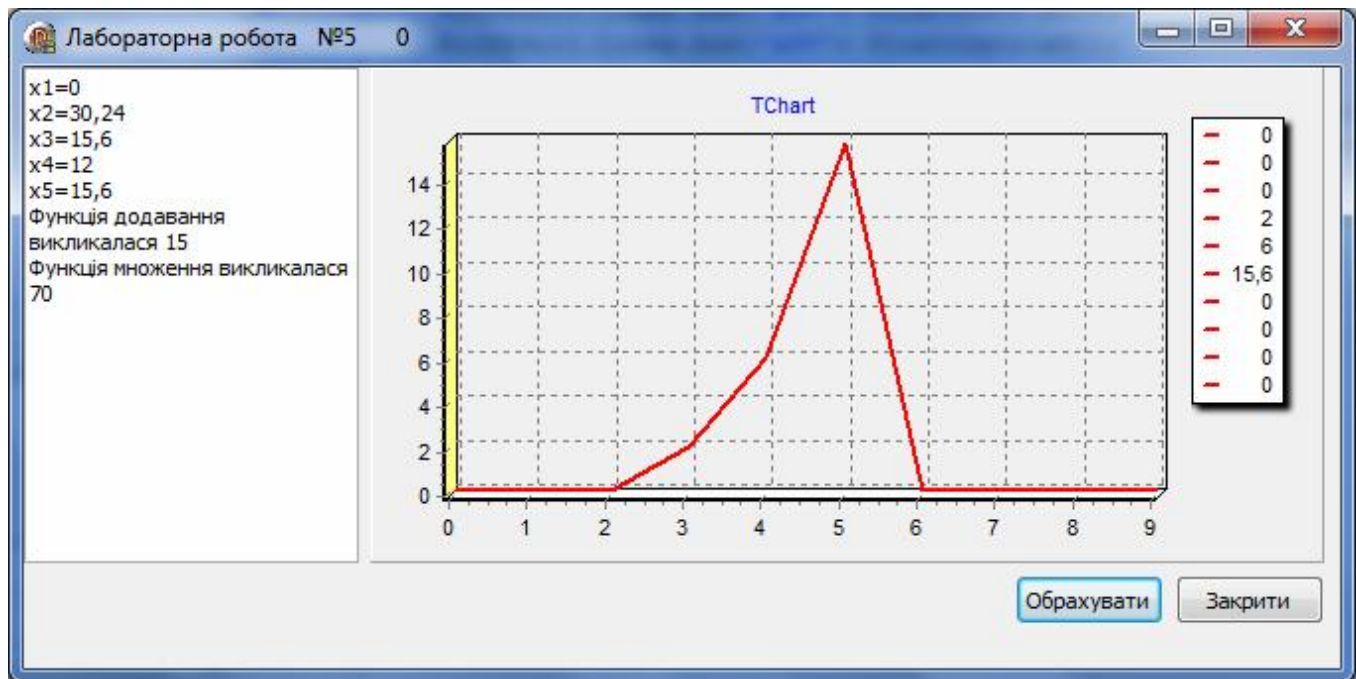 Лабораторна робота №5 0
x1=0
x2=30,24
x3=15,6
x4=12
x5=15,6
Функція додавання
викликалася 15
Функція множення викликалася
70
TChart
14
12
10
8
6
4
2
0
0 1 2 3 4 5 6 7 8 9
0
0
0
2
6
15,6
0
0
0
0
Обрахувати Закрити